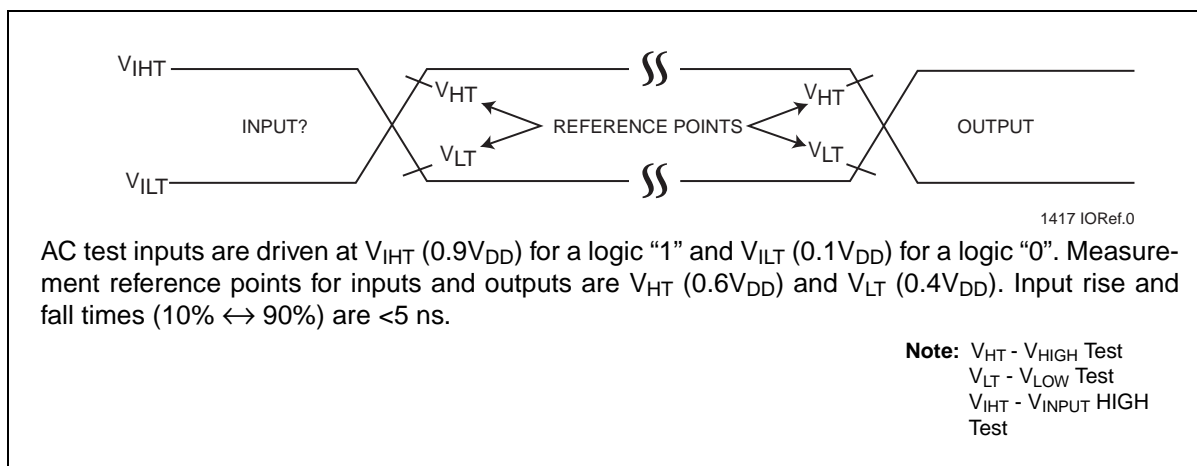 VIHT
VHT VHT
INPUT? REFERENCE POINTS OUTPUT
VLT VLT
VILT
1417 IORef.0
AC test inputs are driven at VIHT (0.9VDD) for a logic “1” and VILT (0.1VDD) for a logic “0”. Measure-
ment reference points for inputs and outputs are VHT (0.6VDD) and VLT (0.4VDD). Input rise and
fall times (10% ↔ 90%) are <5 ns.
Note: VHT - VHIGH Test
VLT - VLOW Test
VIHT - VINPUT HIGH
Test